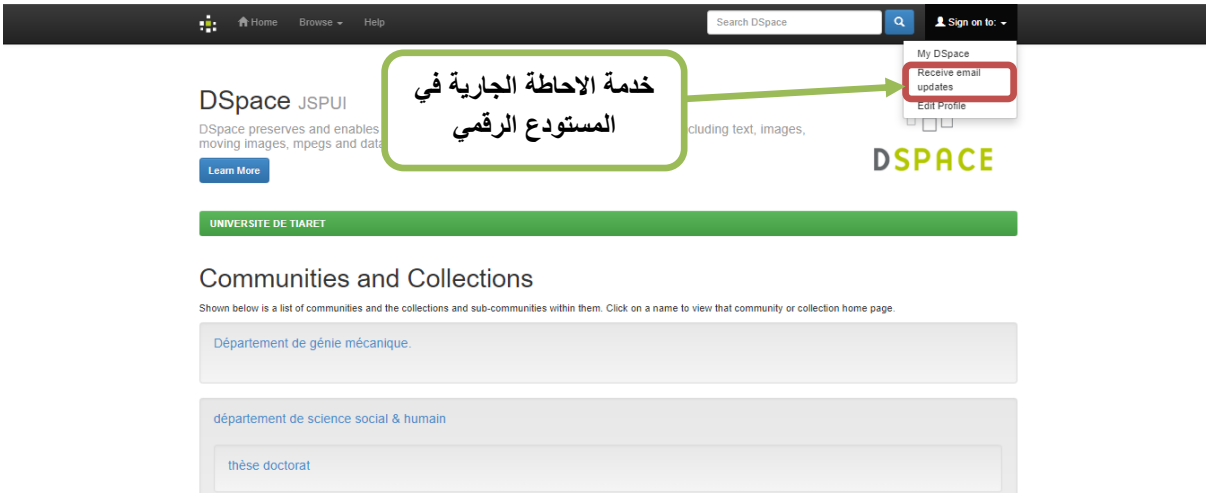 Home Browse Help
Search DSpace
Sign on to:
My DSpace
Receive email
updates
Edit Profile
خدمة الاحاطة الجارية في
المستودع الرقمي
DSpace JSPUI
DSpace preserves and enables
cluding text, images,
moving images, mpegs and data
Learn More
DSPACE
UNIVERSITE DE TIARET
Communities and Collections
Shown below is a list of communities and the collections and sub-communities within them. Click on a name to view that community or collection home page.
Département de génie mécanique.
département de science social & humain
thèse doctorat